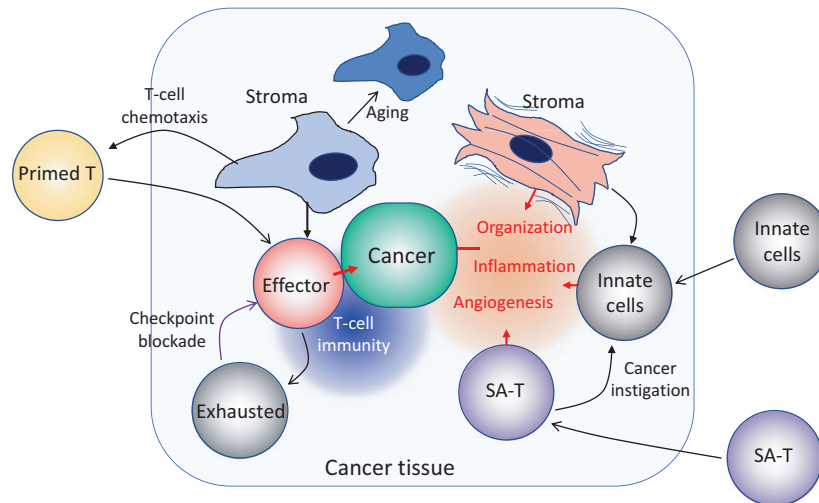 T-cell
chemotaxis
Stroma
Aging
Stroma
Primed T
Organization
Cancer
Inflammation
Innate
cells
Effector
Innate
cells
Angiogenesis
Checkpoint
blockade
T-cell
immunity
Cancer
instigation
SA-T
Exhausted
SA-T
Cancer tissue